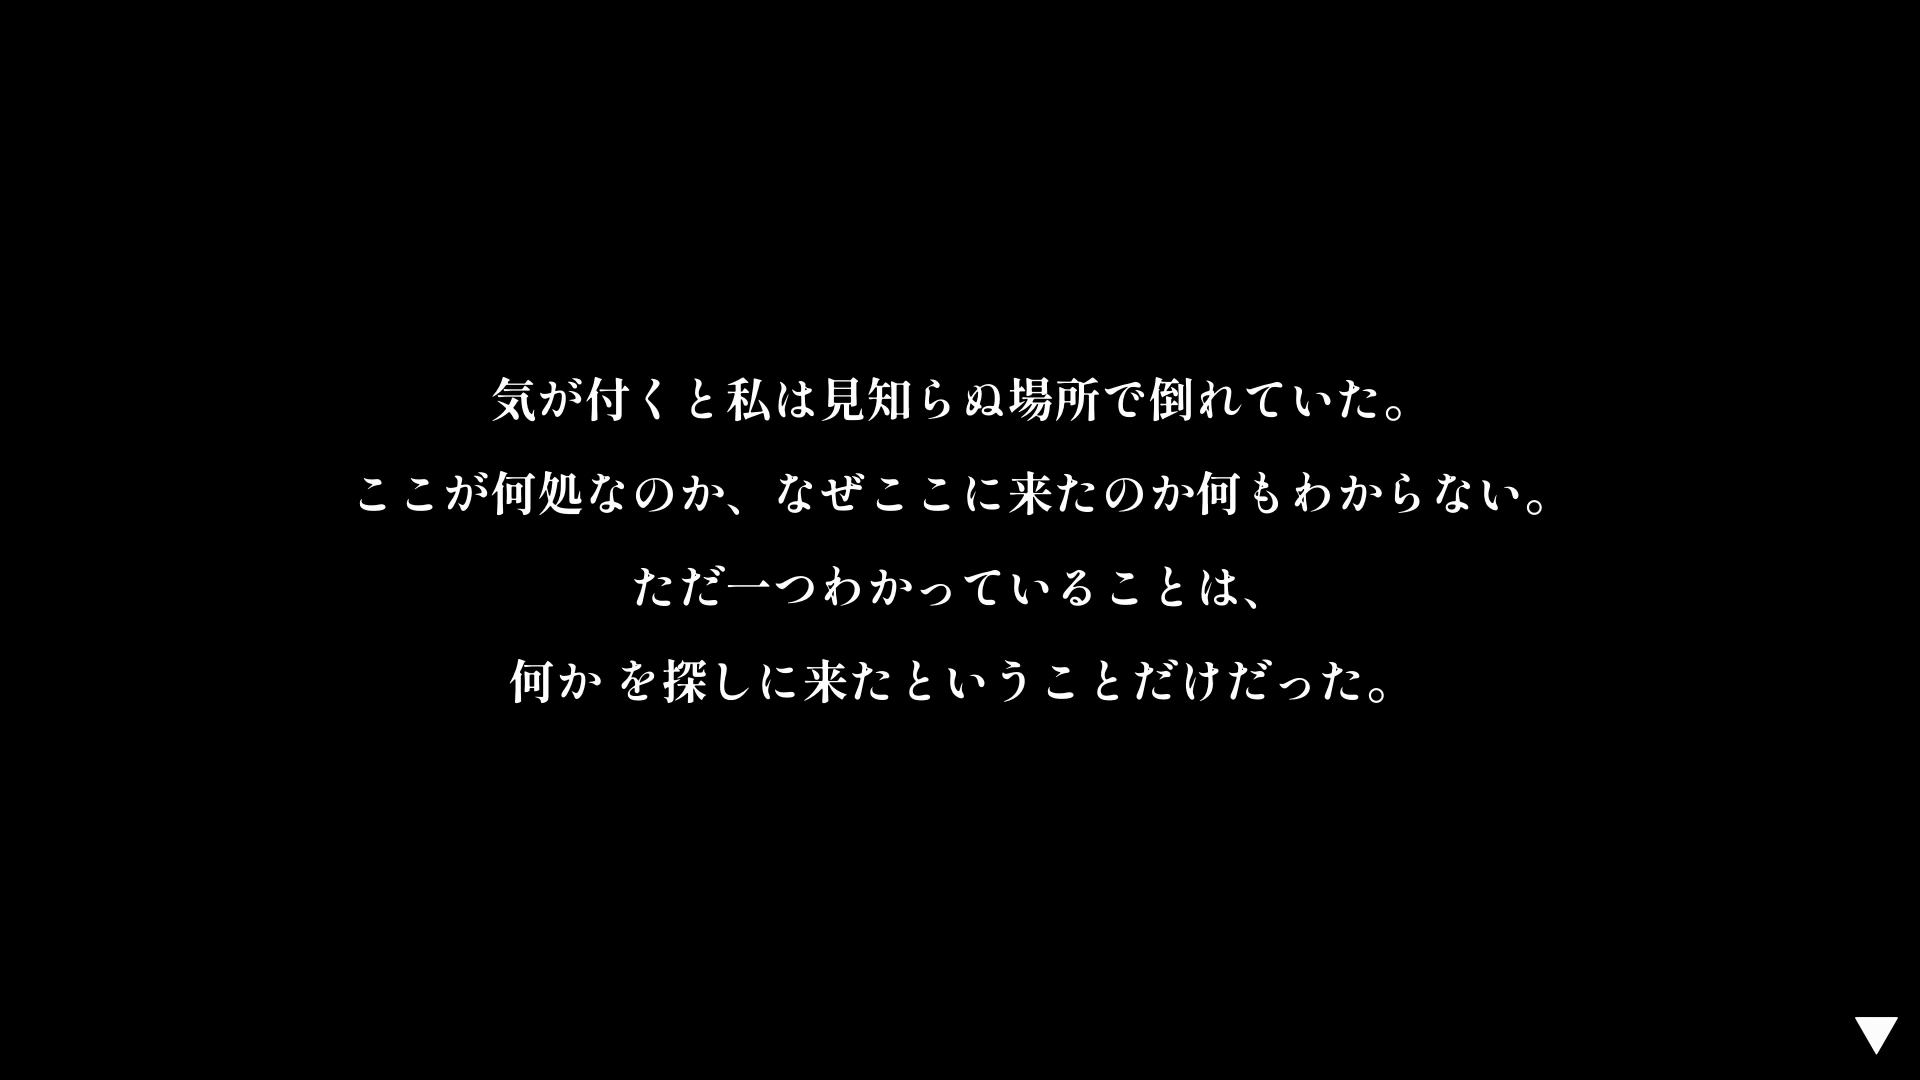 気が付くと私は見知らぬ場所で倒れていた。
ここが何処なのか、なぜここに来たのか何もわからない。
ただ一つわかっていることは、
何か を探しに来たということだけだった。